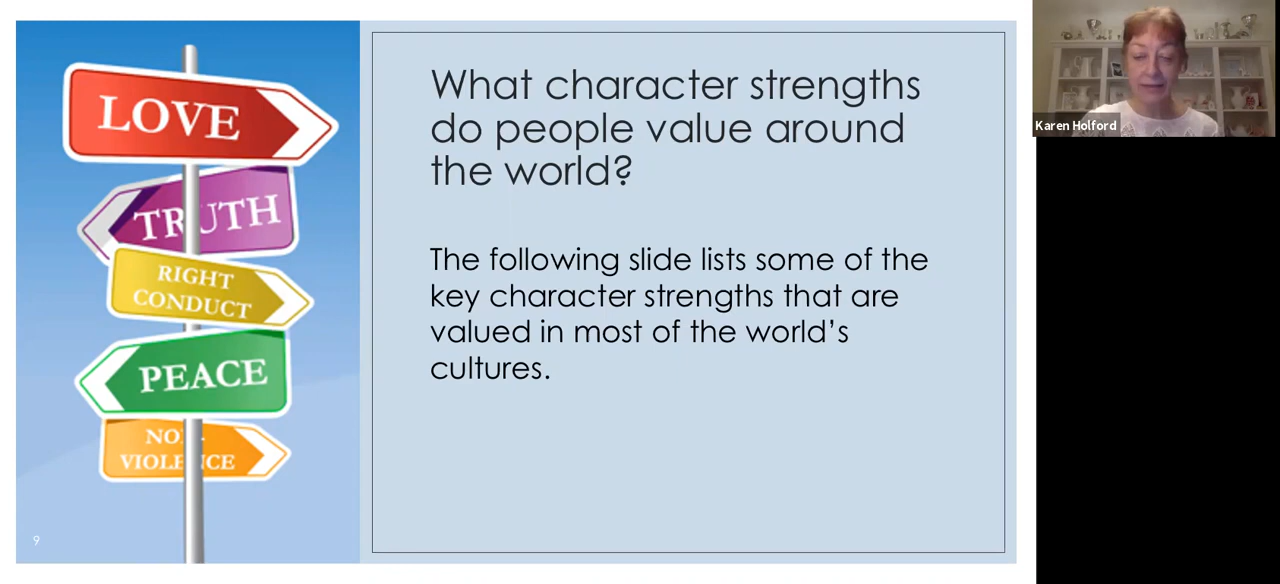 LOVE
TRUTH
RIGHT
CONDUCT
PEACE
NON-
VIOLENCE
9
What character strengths
do people value around
the world?
The following slide lists some of the
key character strengths that are
valued in most of the world's
cultures.
Karen Holford